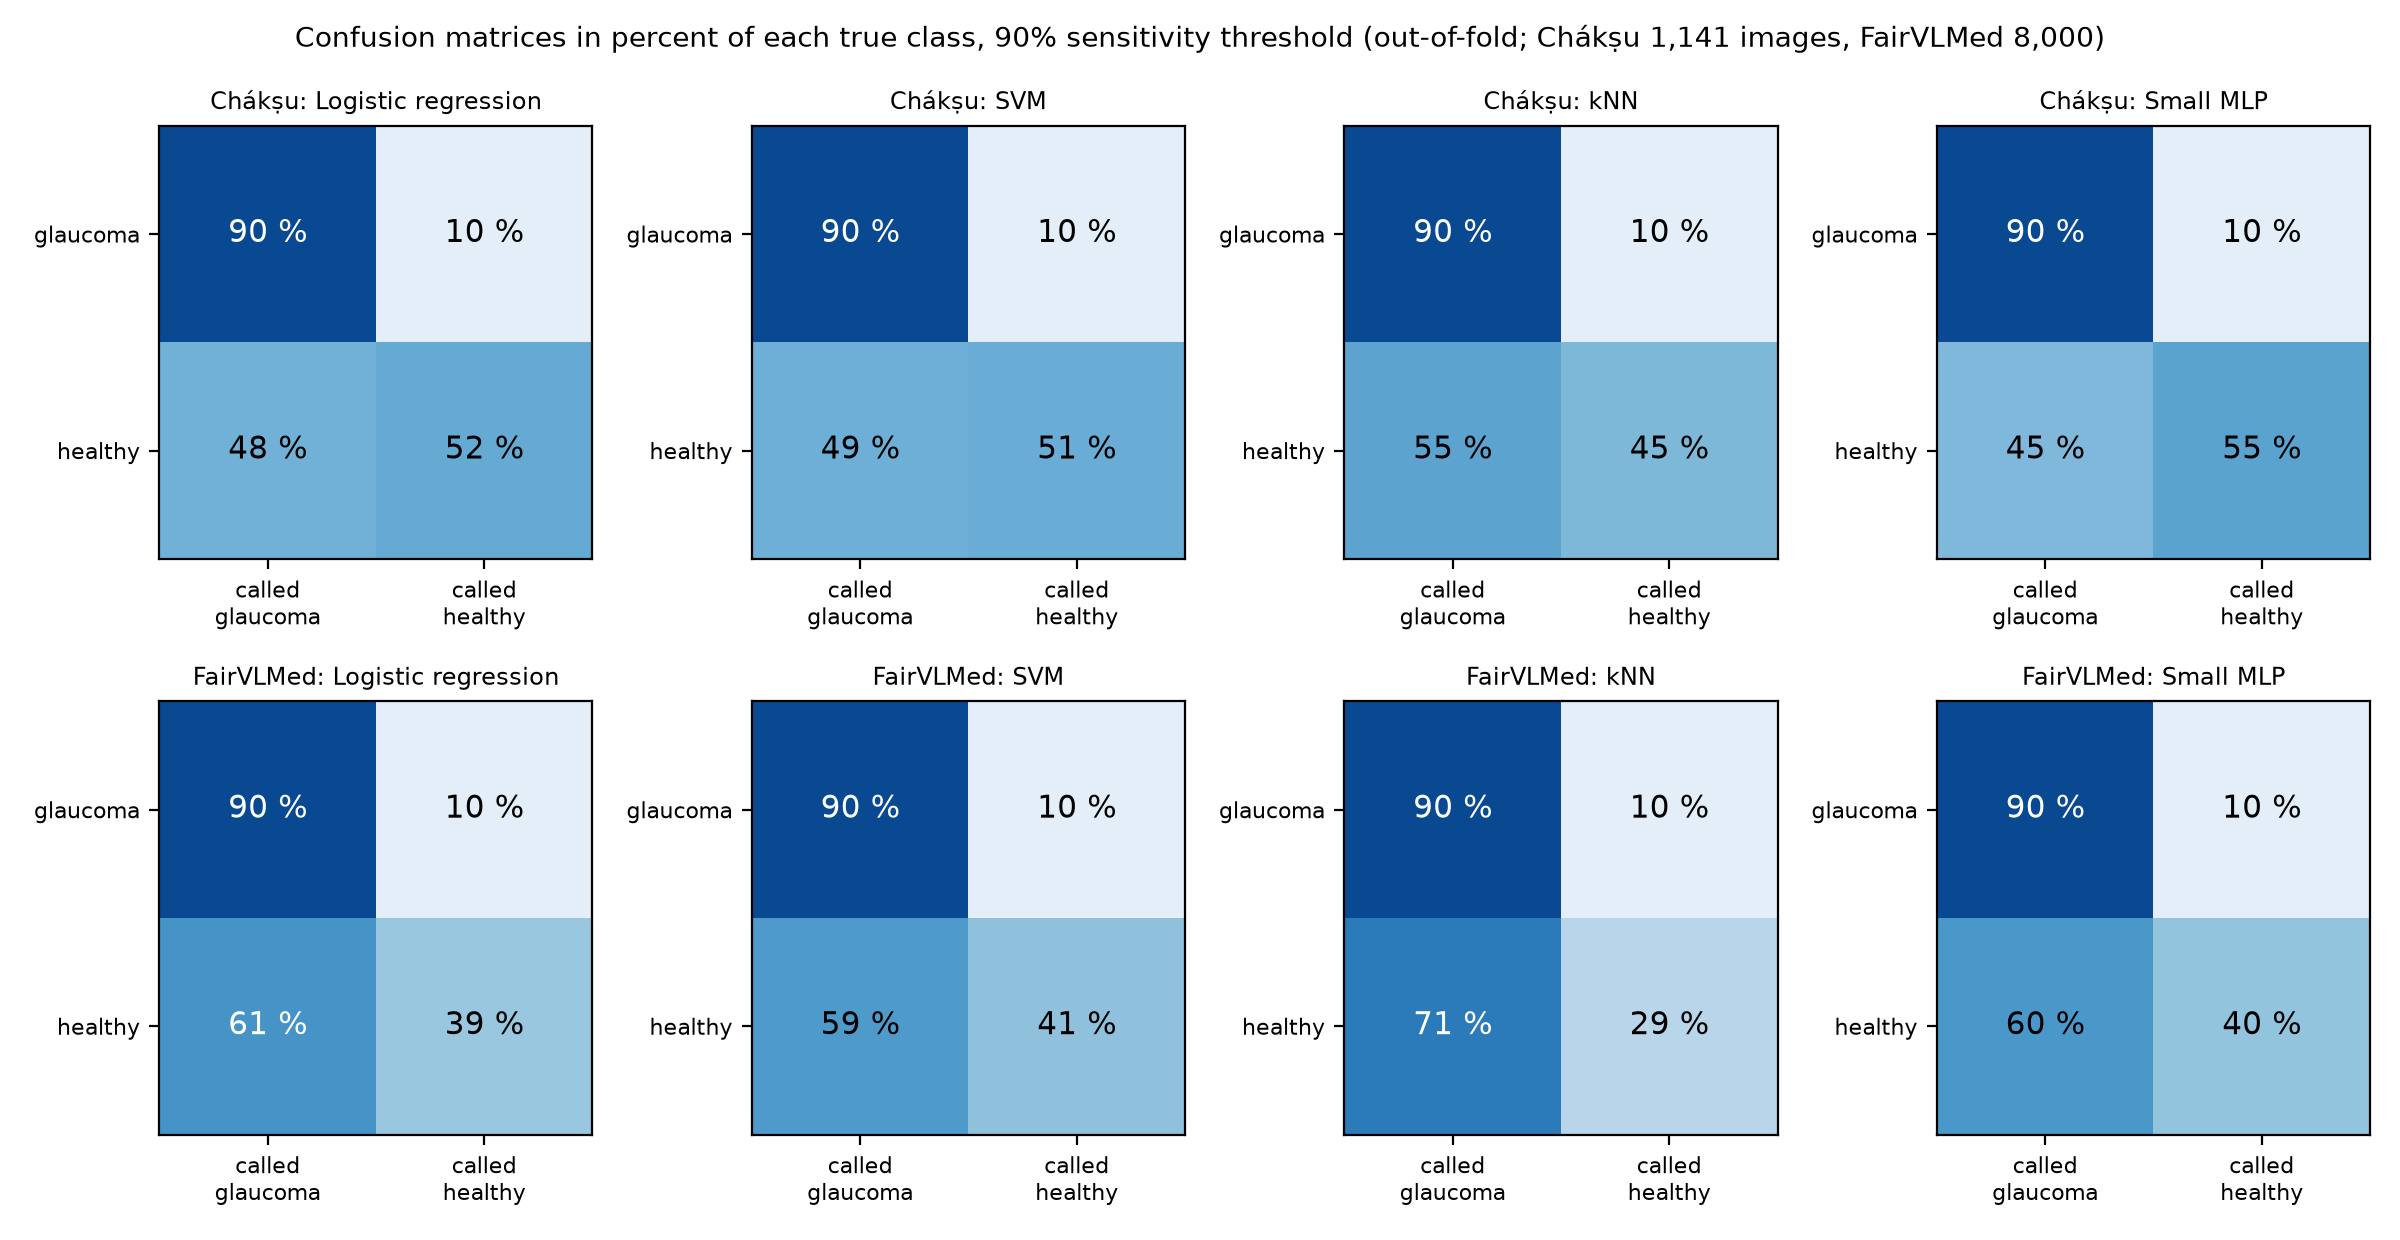 Confusion matrices in percent of each true class, 90% sensitivity threshold (out-of-fold; Chákṣu 1,141 images, FairVLMed 8,000)
Chákṣu: Logistic regression
glaucoma
90 %
10 %
healthy
48 %
52 %
called
glaucoma
called
healthy
Chákṣu: SVM
glaucoma
90 %
10 %
healthy
49 %
51 %
called
glaucoma
called
healthy
Chákṣu: kNN
glaucoma
90 %
10 %
healthy
55 %
45 %
called
glaucoma
called
healthy
Chákṣu: Small MLP
glaucoma
90 %
10 %
healthy
45 %
55 %
called
glaucoma
called
healthy
FairVLMed: Logistic regression
glaucoma
90 %
10 %
healthy
61 %
39 %
called
glaucoma
called
healthy
FairVLMed: SVM
glaucoma
90 %
10 %
healthy
59 %
41 %
called
glaucoma
called
healthy
FairVLMed: kNN
glaucoma
90 %
10 %
healthy
71 %
29 %
called
glaucoma
called
healthy
FairVLMed: Small MLP
glaucoma
90 %
10 %
healthy
60 %
40 %
called
glaucoma
called
healthy